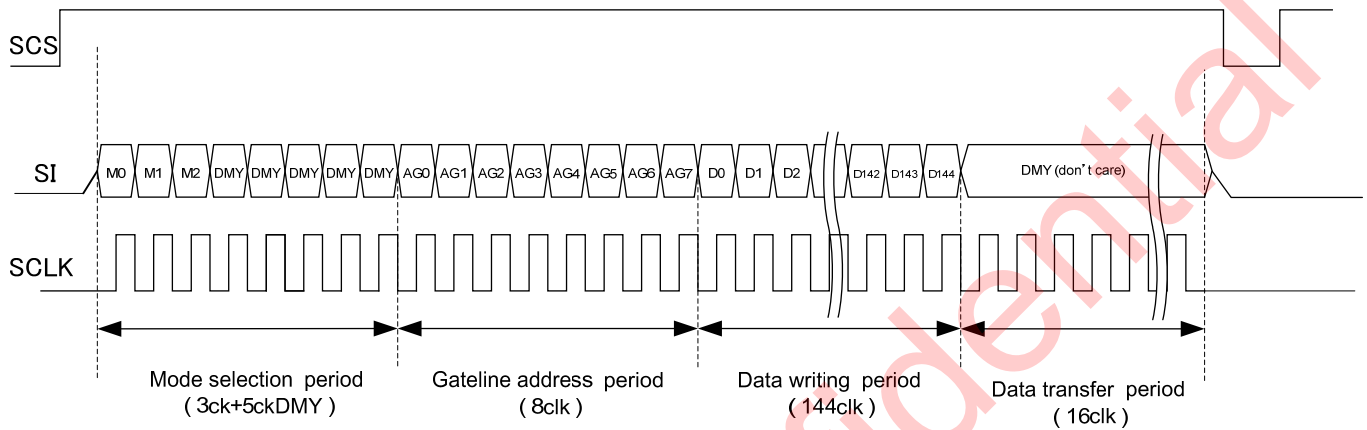 SCS
SI
M0 M1 M2 DMY DMY DMY DMY DMY AG0 AG1 AG2 AG3 AG4 AG5 AG6 AG7 D0 D1 D2 D142 D143 D144 DMY (don't care)
SCLK
Mode selection period
( 3ck+5ckDMY )
Gateline address period
( 8clk )
Data writing period
( 144clk )
Data transfer period
( 16clk )
fidential